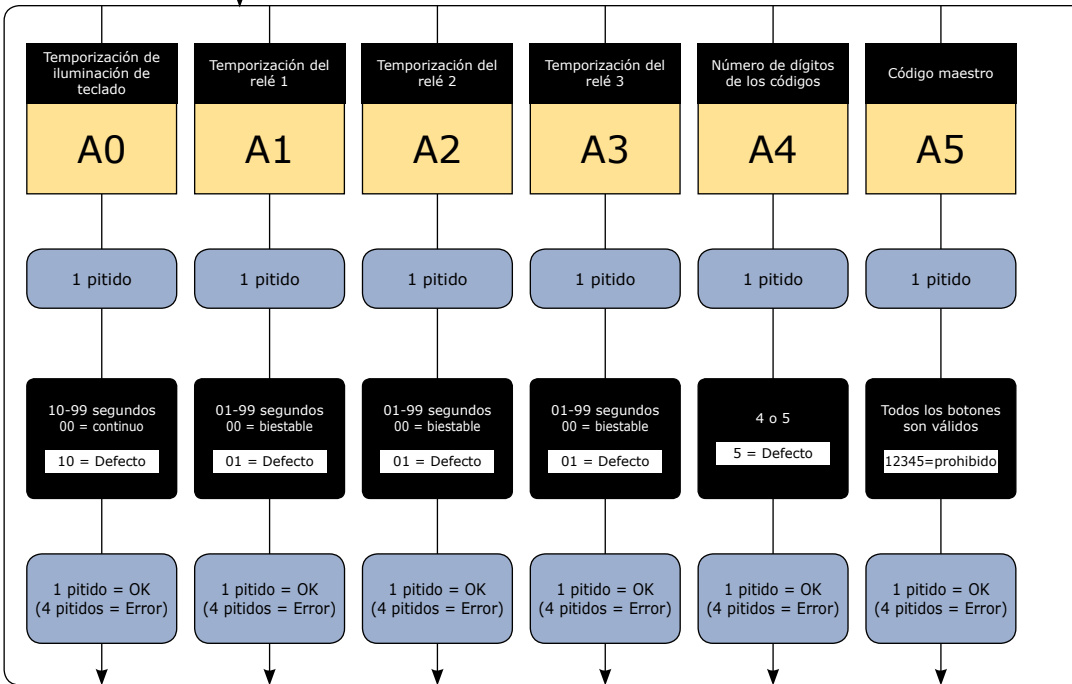 Temporización de
iluminación de
teclado
Temporización del
relé 1
Temporización del
relé 2
Temporización del
relé 3
Número de dígitos
de los códigos
Código maestro
A0
A1
A2
A3
A4
A5
1 pitido
1 pitido
1 pitido
1 pitido
1 pitido
1 pitido
10-99 segundos
00 = continuo
10 = Defecto
01-99 segundos
00 = biestable
01 = Defecto
01-99 segundos
00 = biestable
01 = Defecto
01-99 segundos
00 = biestable
01 = Defecto
4 o 5
5 = Defecto
Todos los botones
son válidos
12345=prohibido
1 pitido = OK
(4 pitidos = Error)
1 pitido = OK
(4 pitidos = Error)
1 pitido = OK
(4 pitidos = Error)
1 pitido = OK
(4 pitidos = Error)
1 pitido = OK
(4 pitidos = Error)
1 pitido = OK
(4 pitidos = Error)